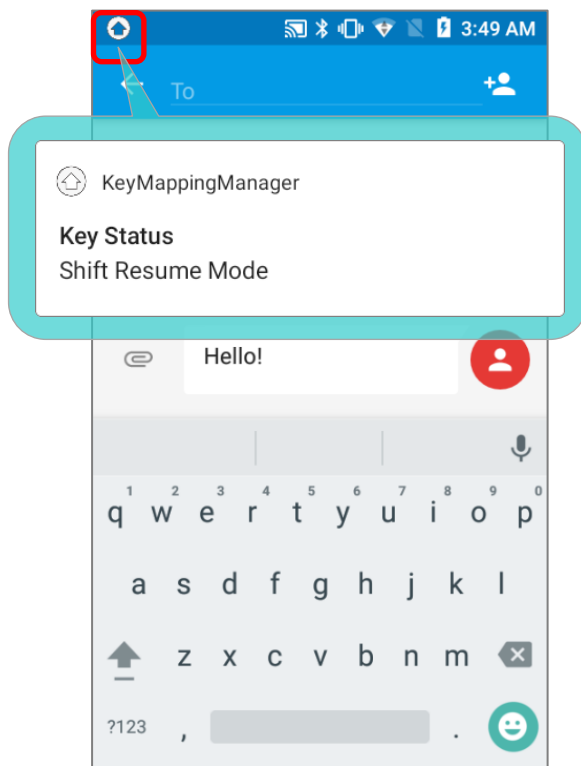 3:49 AM
To
KeyMappingManager
Key Status
Shift Resume Mode
Hello!
1 2 3 4 5 6 7 8 9 0
q w e r t y u i o p
a s d f g h j k l
z x c v b n m
?123 , .